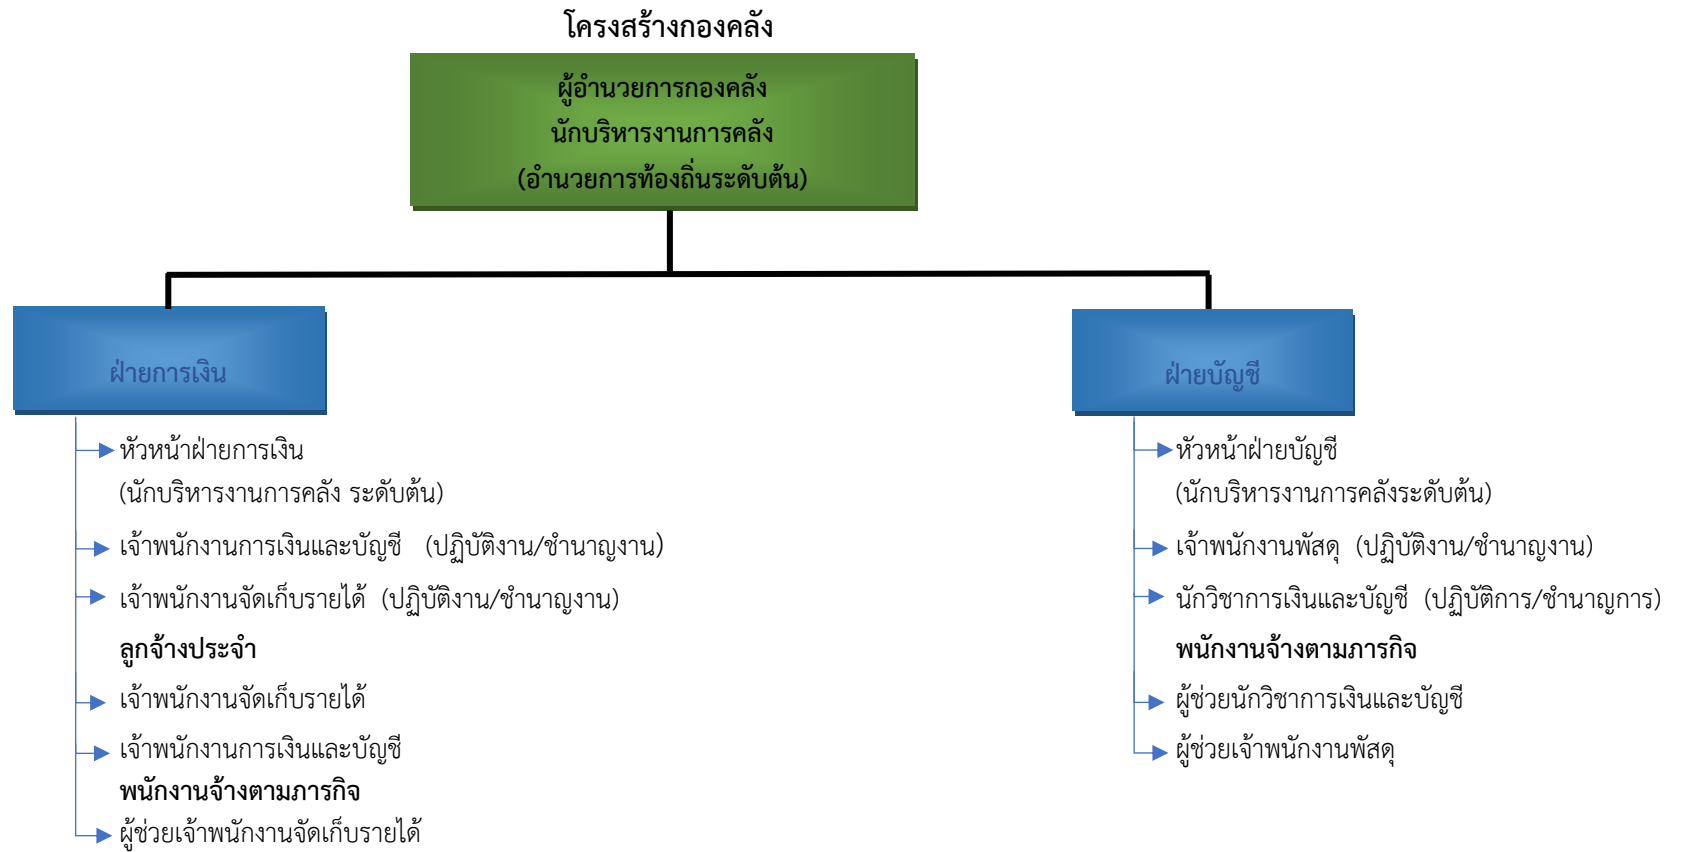 โครงสร้างกองคลัง
ผู้อำนวยการกองคลัง
นักบริหารงานการคลัง
(อำนวยการท้องถิ่นระดับต้น)
ฝ่ายการเงิน
หัวหน้าฝ่ายการเงิน
(นักบริหารงานการคลัง ระดับต้น)
เจ้าพนักงานการเงินและบัญชี (ปฏิบัติงาน/ชำนาญงาน)
เจ้าพนักงานจัดเก็บรายได้ (ปฏิบัติงาน/ชำนาญงาน)
ลูกจ้างประจำ
เจ้าพนักงานจัดเก็บรายได้
เจ้าพนักงานการเงินและบัญชี
พนักงานจ้างตามภารกิจ
ผู้ช่วยเจ้าพนักงานจัดเก็บรายได้
ฝ่ายบัญชี
หัวหน้าฝ่ายบัญชี
(นักบริหารงานการคลังระดับต้น)
เจ้าพนักงานพัสดุ (ปฏิบัติงาน/ชำนาญงาน)
นักวิชาการเงินและบัญชี (ปฏิบัติการ/ชำนาญการ)
พนักงานจ้างตามภารกิจ
ผู้ช่วยนักวิชาการเงินและบัญชี
ผู้ช่วยเจ้าพนักงานพัสดุ